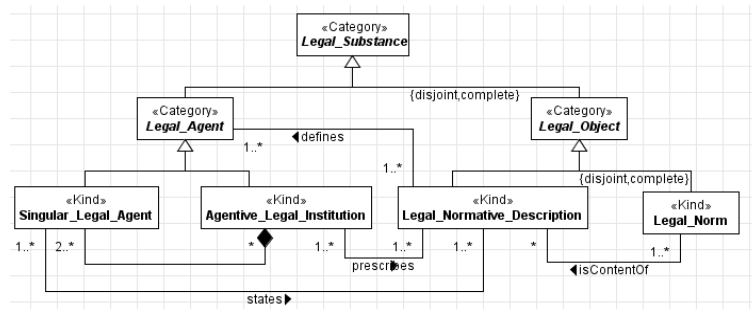 «Category»
Legal_Substance
{disjoint,complete}
«Category»
Legal_Agent
«Category»
Legal_Object
◀defines
1..*
1..*
{disjoint,complete}
«Kind»
Singular_Legal_Agent
«Kind»
Agentive_Legal_Institution
«Kind»
Legal_Normative_Description
«Kind»
Legal_Norm
1..* 2..* * 1..* 1..* 1..* * 1..*
prescribes▶
◀isContentOf
states▶